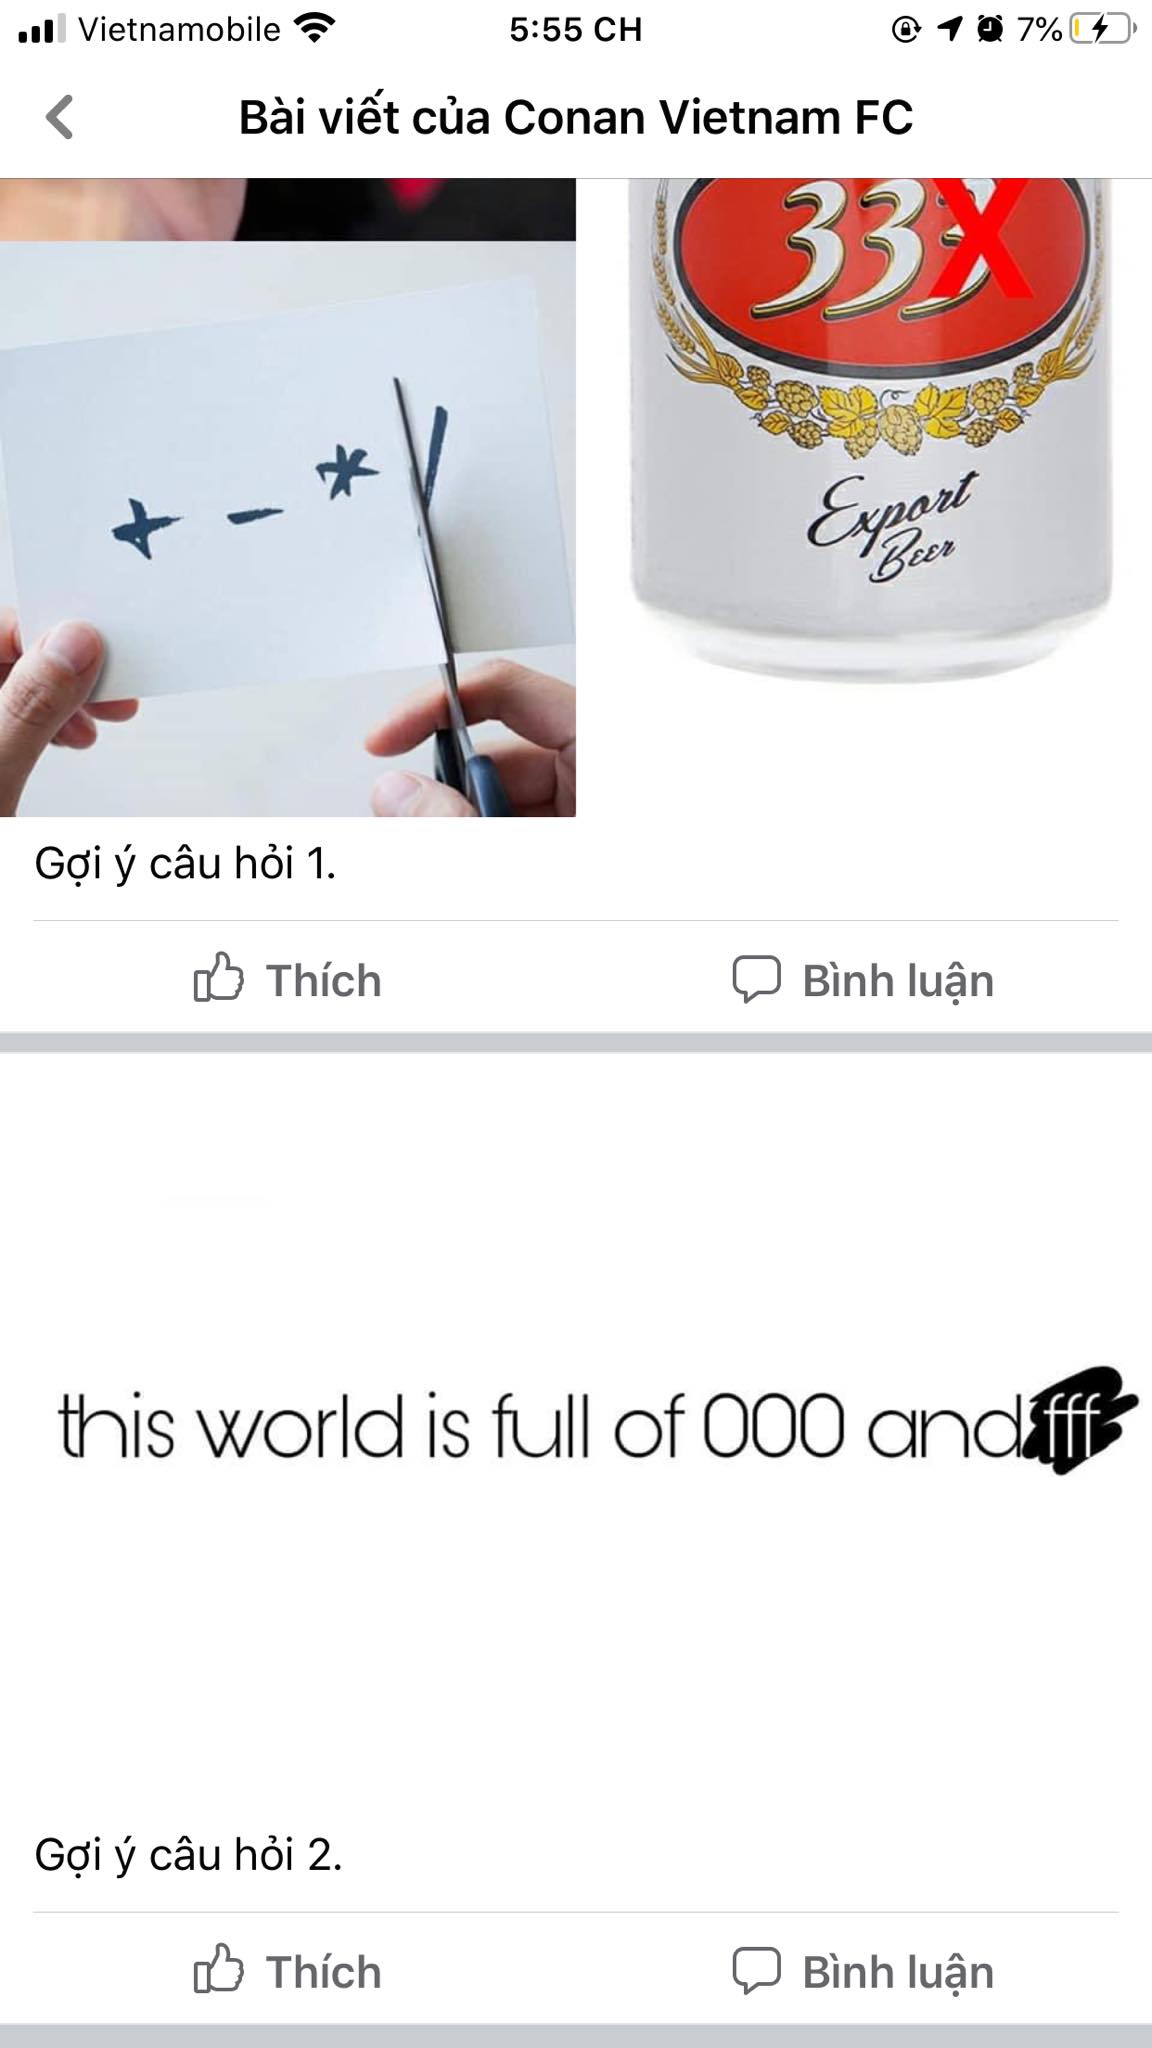 Vietnamobile 5:55 CH 7%
Bài viết của Conan Vietnam FC
333 X
+ - * /
Export
Beer
Gợi ý câu hỏi 1.
Thích Bình luận
this world is full of 000 and fff
Gợi ý câu hỏi 2.
Thích Bình luận